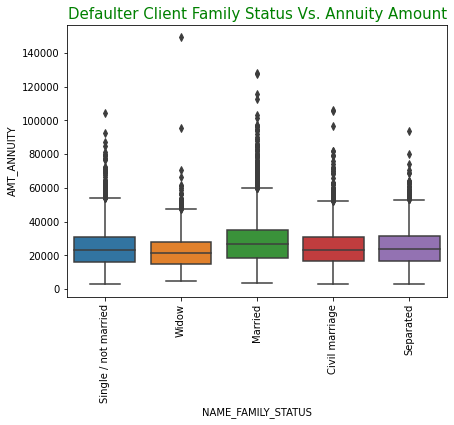 Defaulter Client Family Status Vs. Annuity Amount
AMT_ANNUITY
140000
120000
100000
80000
60000
40000
20000
0
Single / not married
Widow
Married
Civil marriage
Separated
NAME_FAMILY_STATUS